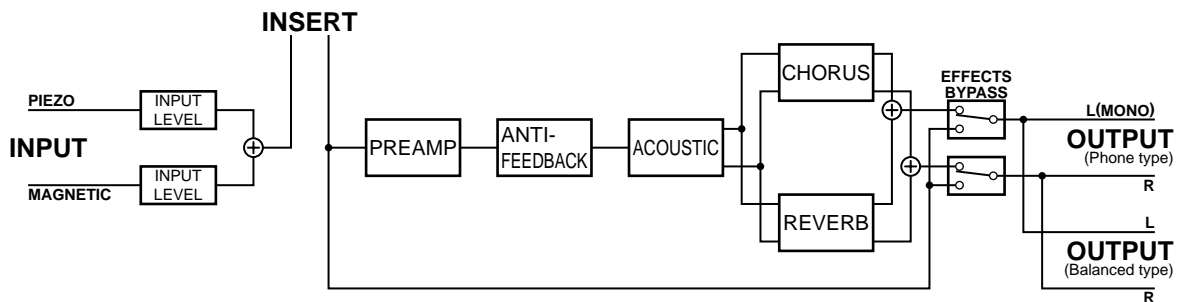 INSERT
PIEZO
INPUT
LEVEL
INPUT
MAGNETIC
INPUT
LEVEL
PREAMP
ANTI-
FEEDBACK
ACOUSTIC
CHORUS
REVERB
EFFECTS
BYPASS
L(MONO)
OUTPUT
(Phone type)
R
L
OUTPUT
(Balanced type)
R